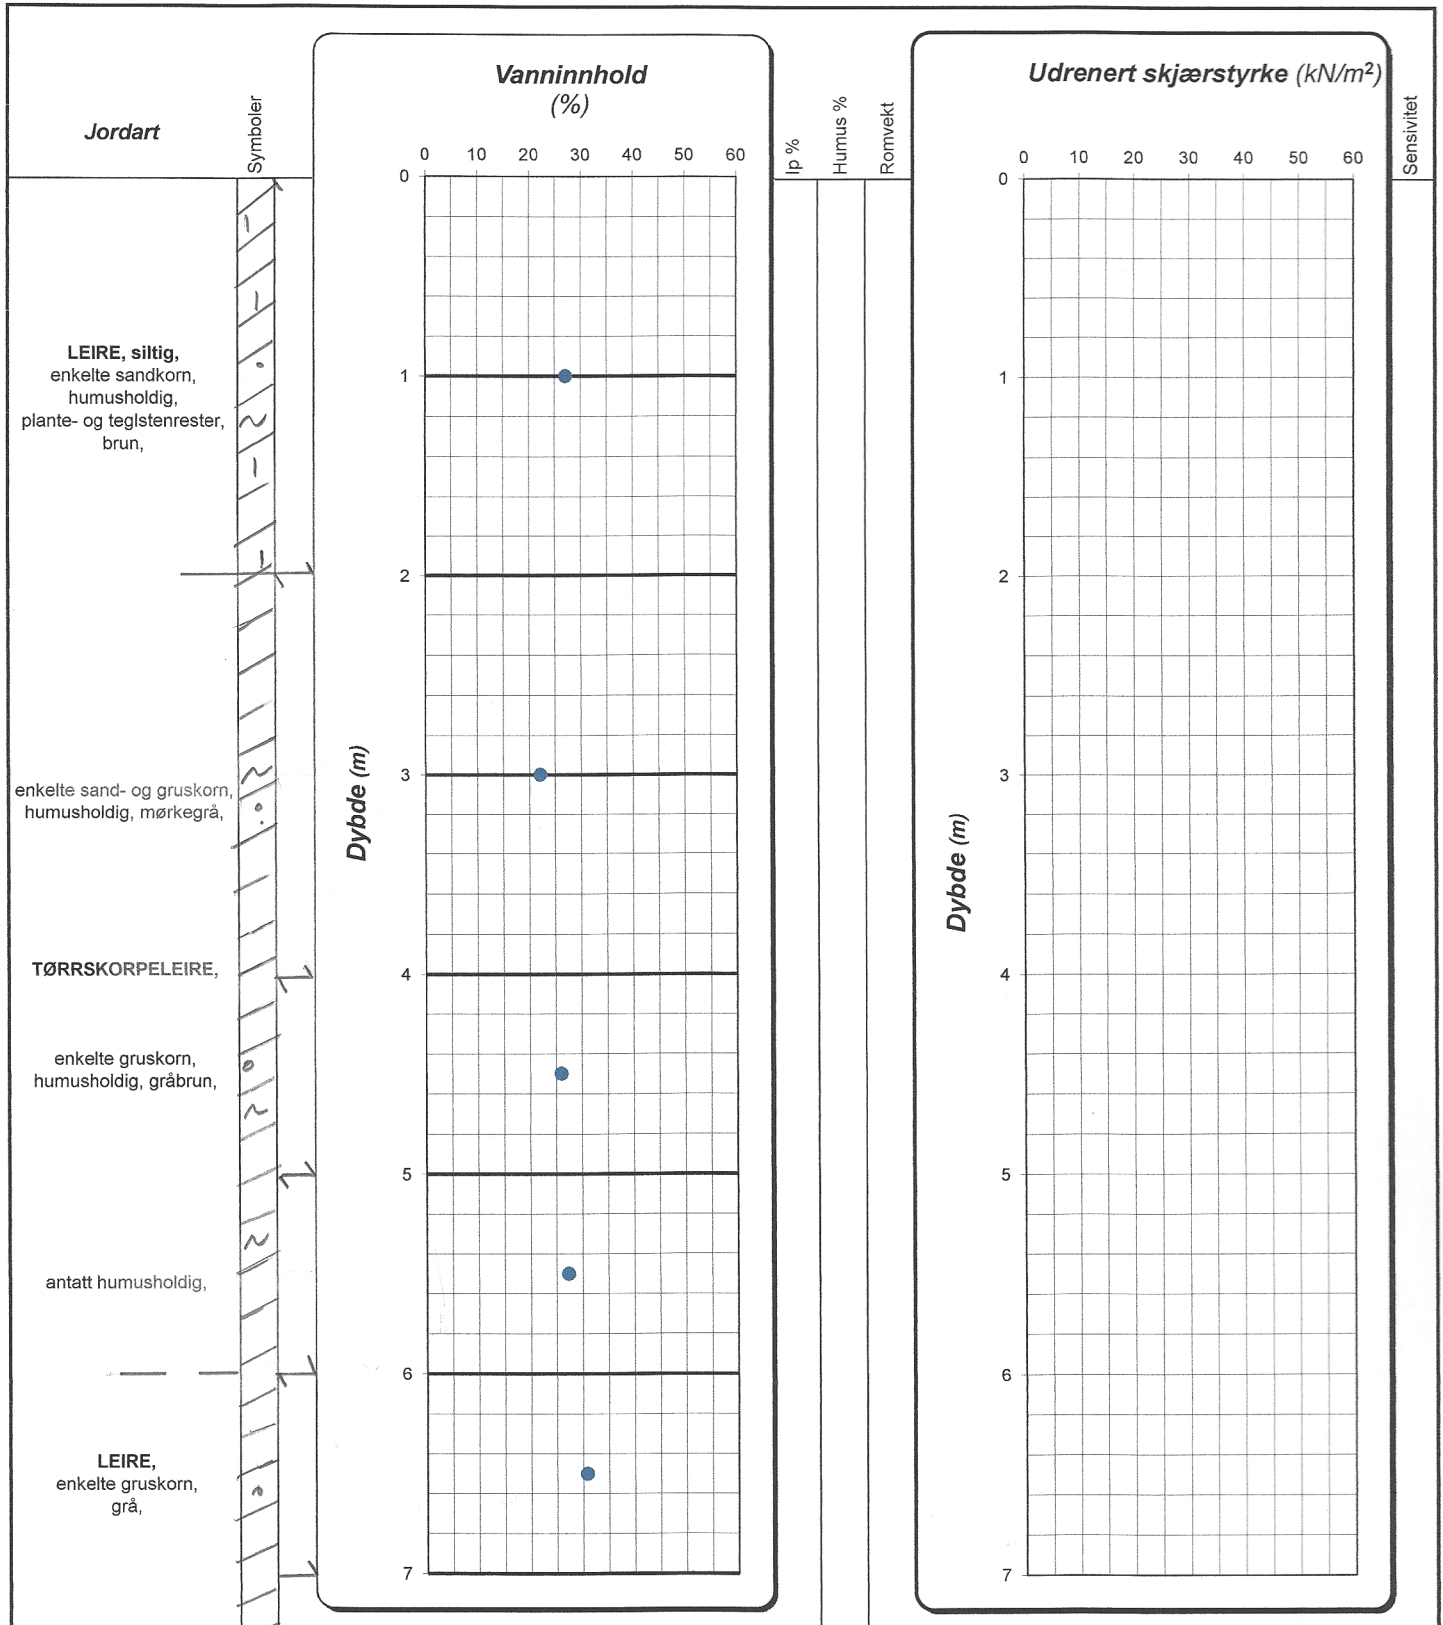 Jordart
Symboler
Vanninnhold
(%)
0 10 20 30 40 50 60
Ip %
Humus %
Romvekt
Udrenert skjærstyrke (kN/m²)
0 10 20 30 40 50 60
Sensivitet
0
1
2
3
4
5
6
7
Dybde (m)
0
1
2
3
4
5
6
7
Dybde (m)
LEIRE, siltig,
enkelte sandkorn,
humusholdig,
plante- og teglstenrester,
brun,
enkelte sand- og gruskorn,
humusholdig, mørkegrå,
TØRRSKORPELEIRE,
enkelte gruskorn,
humusholdig, gråbrun,
antatt humusholdig,
LEIRE,
enkelte gruskorn,
grå,